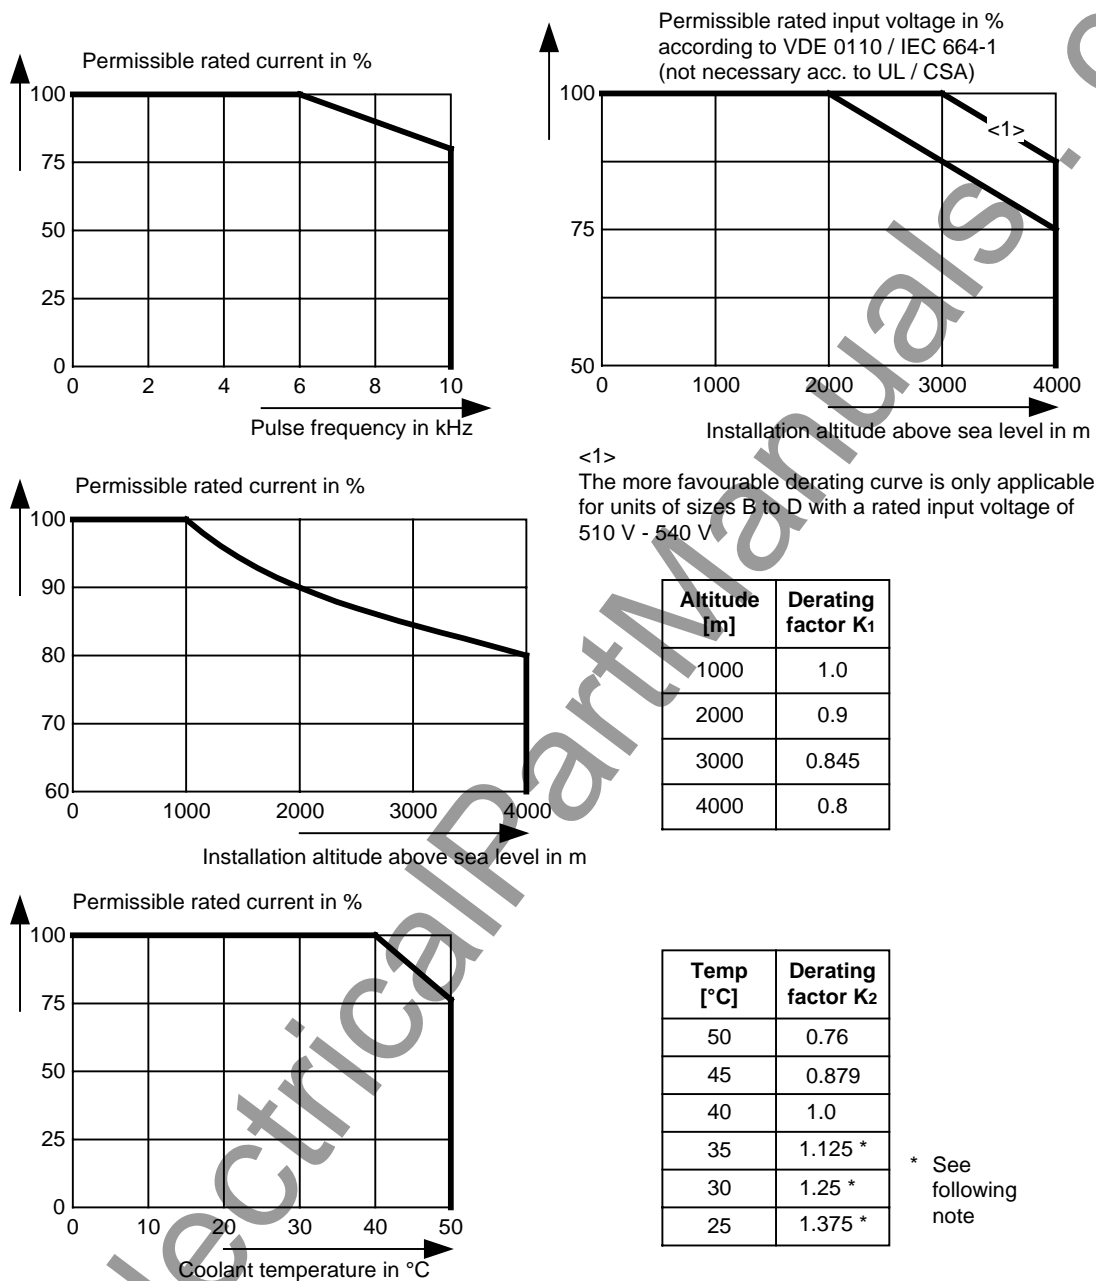 Permissible rated current in %
100
75
50
25
0
0 2 4 6 8 10
Pulse frequency in kHz
Permissible rated input voltage in %
according to VDE 0110 / IEC 664-1
(not necessary acc. to UL / CSA)
100
<1>
75
50
0 1000 2000 3000 4000
Installation altitude above sea level in m
<1>
The more favourable derating curve is only applicable
for units of sizes B to D with a rated input voltage of
510 V - 540 V
Permissible rated current in %
100
90
80
70
60
0 1000 2000 3000 4000
Installation altitude above sea level in m
Altitude Derating
[m] factor K1
1000 1.0
2000 0.9
3000 0.845
4000 0.8
Permissible rated current in %
100
75
50
25
0
0 10 20 30 40 50
Coolant temperature in °C
Temp Derating
[°C] factor K2
50 0.76
45 0.879
40 1.0
35 1.125 *
30 1.25 *
25 1.375 *
* See
following
note
lectricalPartManuals .